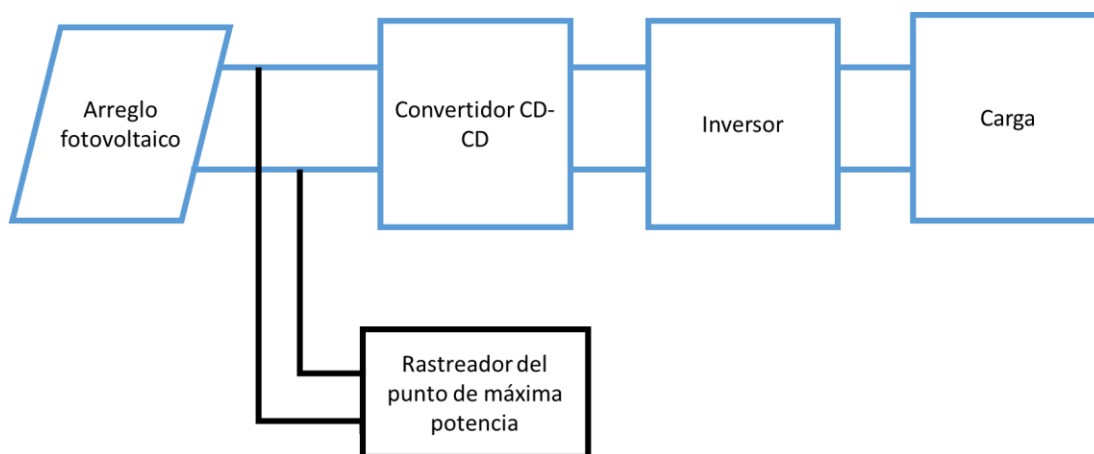 Arreglo
fotovoltaico
Convertidor CD-
CD
Inversor
Carga
Rastreador del
punto de máxima
potencia